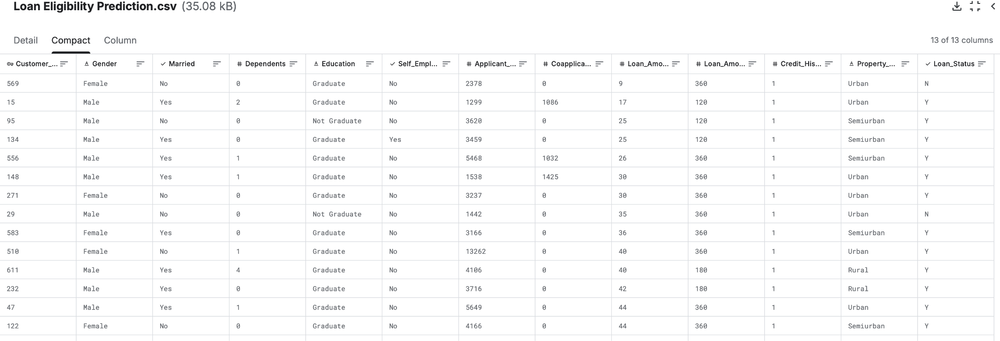 Loan Eligibility Prediction.csv (35.08 kB)
Detail Compact Column 13 of 13 columns
Customer_... Gender Married Dependents Education Self_Empl... Applicant_... Coapplica... Loan_Amo... Loan_Amo... Credit_His... Property_... Loan_Status
569 Female No 0 Graduate No 2378 0 9 360 1 Urban N
15 Male Yes 2 Graduate No 1299 1086 17 120 1 Urban Y
95 Male No 0 Not Graduate No 3620 0 25 120 1 Semiurban Y
134 Male Yes 0 Graduate Yes 3459 0 25 120 1 Semiurban Y
556 Male Yes 1 Graduate No 5468 1032 26 360 1 Semiurban Y
148 Male Yes 1 Graduate No 1538 1425 30 360 1 Urban Y
271 Female No 0 Graduate No 3237 0 30 360 1 Urban Y
29 Male No 0 Not Graduate No 1442 0 35 360 1 Urban N
583 Female Yes 0 Graduate No 3166 0 36 360 1 Semiurban Y
510 Female No 1 Graduate No 13262 0 40 360 1 Urban Y
611 Male Yes 4 Graduate No 4106 0 40 180 1 Rural Y
232 Male Yes 0 Graduate No 3716 0 42 180 1 Rural Y
47 Male Yes 1 Graduate No 5649 0 44 360 1 Urban Y
122 Female No 0 Graduate No 4166 0 44 360 1 Semiurban Y